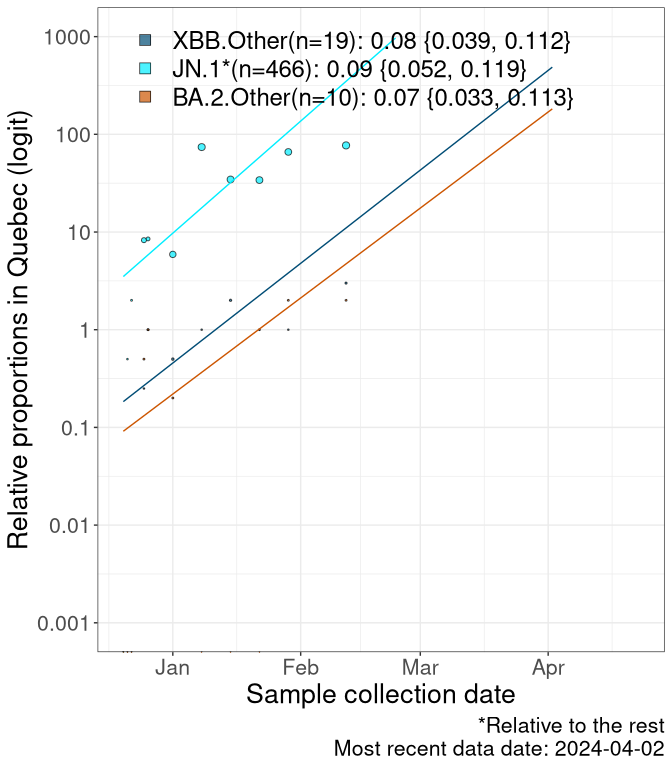 XBB.Other(n=19): 0.08 {0.039, 0.112}
JN.1*(n=466): 0.09 {0.052, 0.119}
BA.2.Other(n=10): 0.07 {0.033, 0.113}
Relative proportions in Quebec (logit)
1000
100
10
1
0.1
0.01
0.001
Jan Feb Mar Apr
Sample collection date
*Relative to the rest
Most recent data date: 2024-04-02